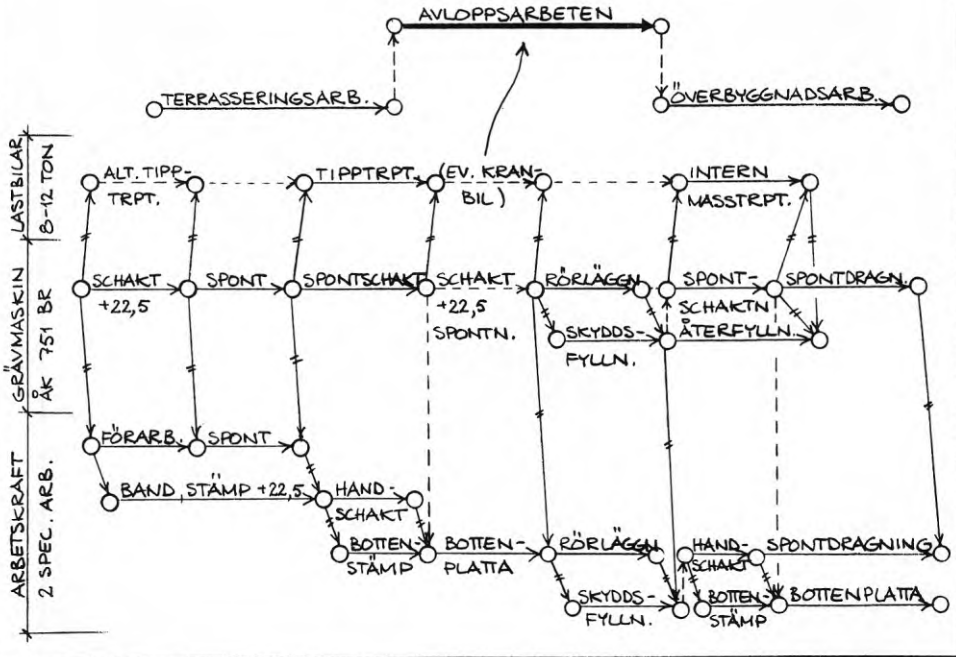 AVLOPPSARBETEN
TERRASSERINGSARB.
ÖVERBYGGNADSARB.
LASTBILAR
8-12 TON
ALT. TIPP-
TRPT.
TIPPTRPT.
(EV. KRAN-
BIL)
INTERN
MASSTRPT.
GRÄVMASKIN
ÅK 751 BR
SCHAKT
+22,5
SPONT
SPONTSCHAKT
SCHAKT
+22,5
SPONTN.
RÖRLÄGGN.
SKYDDS-
FYLLN.
SPONT-
SCHAKTN
ÅTERFYLLN.
SPONTDRAGN.
ARBETSKRAFT
2 SPEC. ARB.
FÖRARB.
SPONT
BAND, STÄMP +22,5
HAND-
SCHAKT
BOTTEN-
STÄMP
BOTTEN-
PLATTA
RÖRLÄGGN.
SKYDDS-
FYLLN.
HAND-
SCHAKT
SPONTDRAGNING
BOTTEN-
STÄMP
BOTTENPLATTA